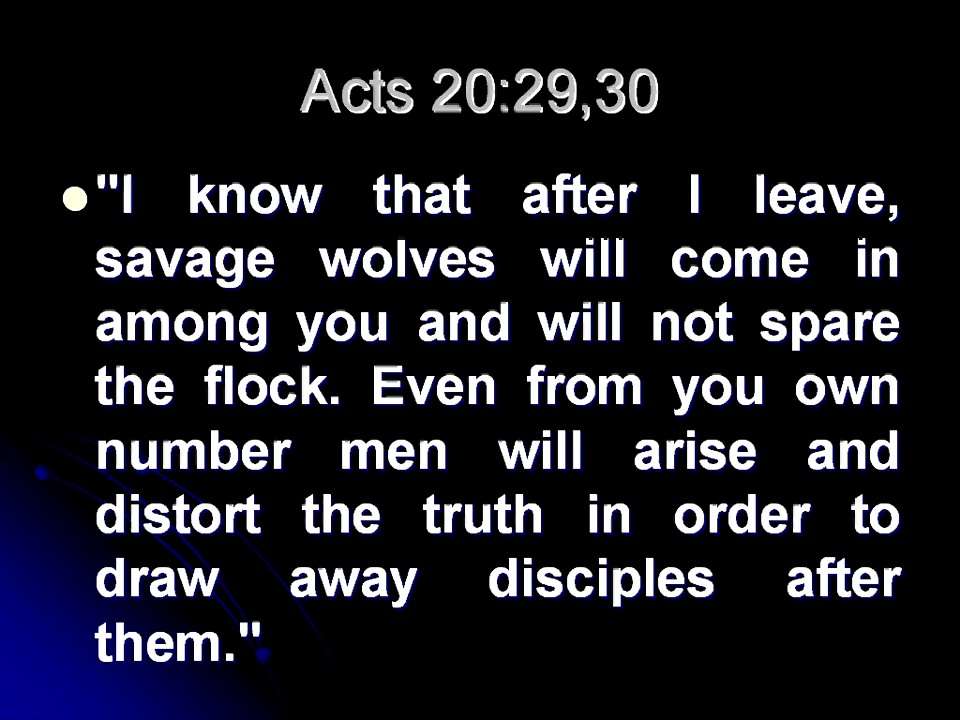 Acts 20:29,30
"I know that after I leave,
savage wolves will come in
among you and will not spare
the flock. Even from you own
number men will arise and
distort the truth in order to
draw away disciples after
them."